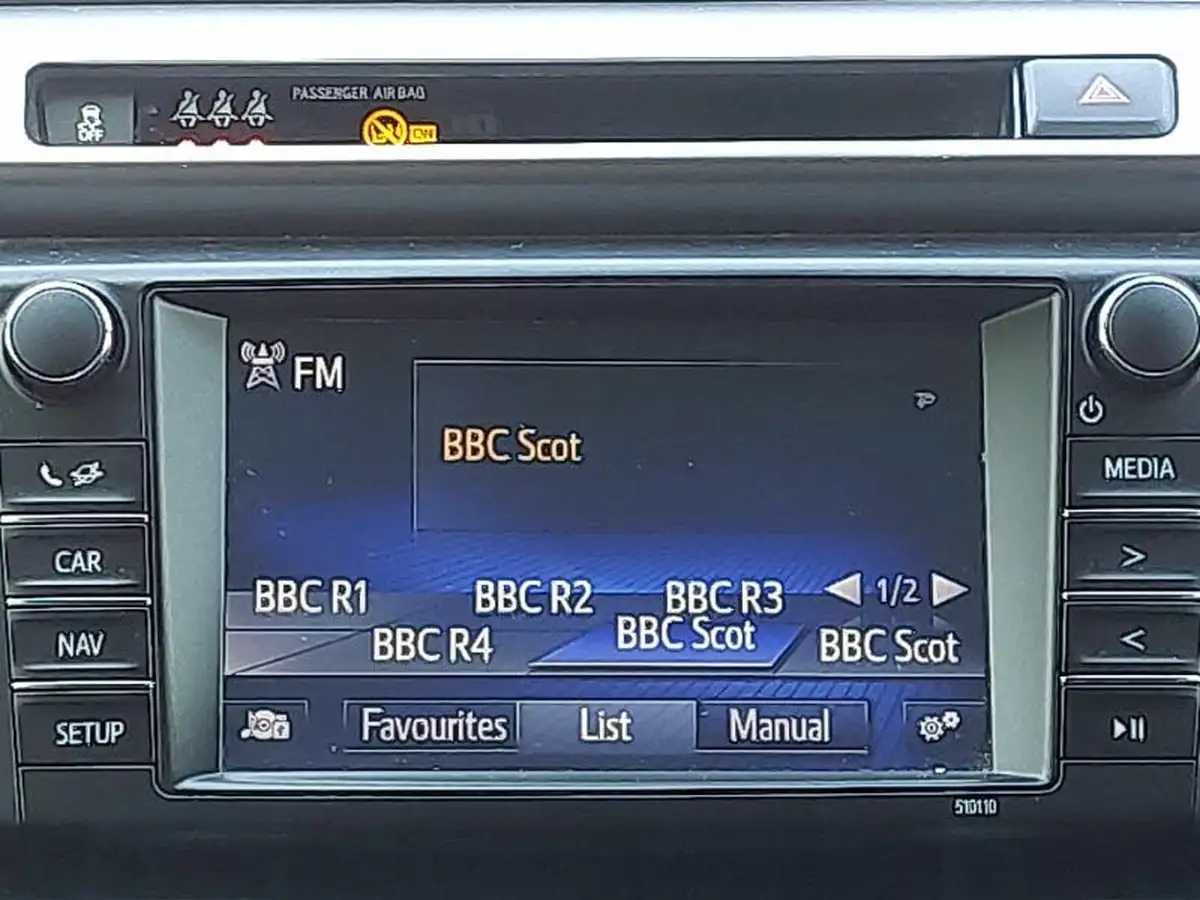 OFF
PASSENGER AIR BAG
ON
FM
BBC Scot
BBC R1 BBC R2 BBC R3 1/2
BBC R4 BBC Scot BBC Scot
Favourites List Manual
CAR
NAV
SETUP
MEDIA
>
<
510110